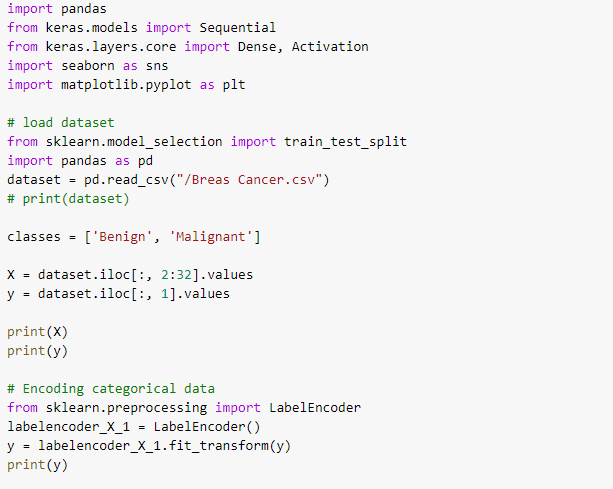 import pandas
from keras.models import Sequential
from keras.layers.core import Dense, Activation
import seaborn as sns
import matplotlib.pyplot as plt
# load dataset
from sklearn.model_selection import train_test_split
import pandas as pd
dataset = pd.read_csv("/Breas Cancer.csv")
# print(dataset)
classes = ['Benign', 'Malignant']
X = dataset.iloc[:, 2:32].values
y = dataset.iloc[:, 1].values
print(X)
print(y)
# Encoding categorical data
from sklearn.preprocessing import LabelEncoder
labelencoder_X_1 = LabelEncoder()
y = labelencoder_X_1.fit_transform(y)
print(y)